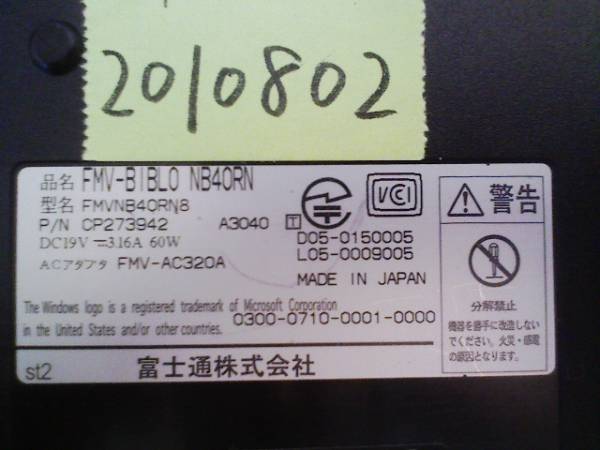 2010802
品名 FMV-BIBLO NB40RN
型名 FMVNB40RN8
P/N CP273942 A3040 T
DC19V 3.16A 60W
ACアダプタ FMV-AC320A
VCI
D05-0150005
L05-0009005
MADE IN JAPAN
The Windows logo is a registered trademark of Microsoft Corporation
in the United States and/or other countries.
0300-0710-0001-0000
st2 富士通株式会社
警告
分解禁止
機器を勝手に改造しない
でください。火災・感電
の原因となります。